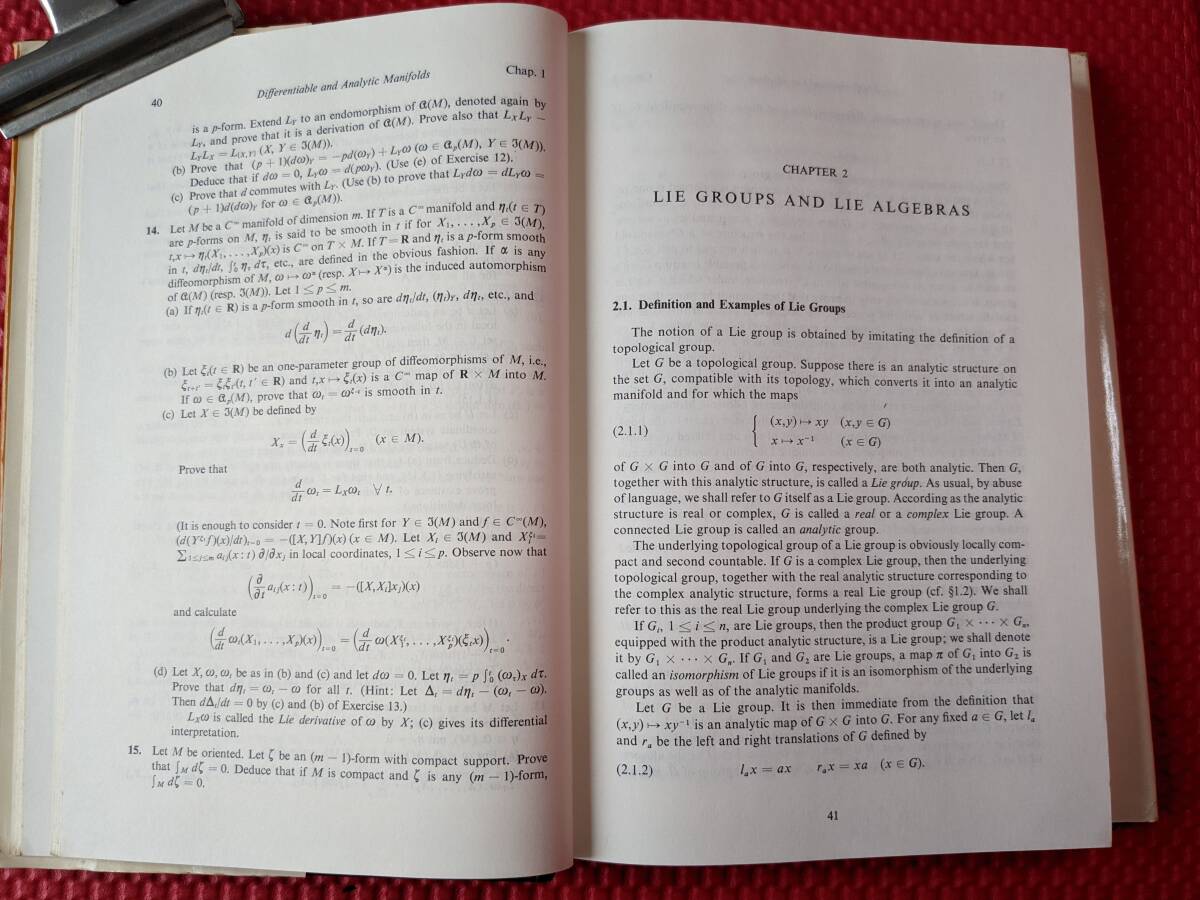 40
Differentiable and Analytic Manifolds
Chap. 1
is a p-form. Extend L_Y to an endomorphism of 𝔄(M), denoted again by
L_Y, and prove that it is a derivation of 𝔄(M). Prove also that L_X L_Y −
L_Y L_X = L_[X,Y] (X, Y ∈ ℑ(M)).
(b) Prove that (p + 1)(dω)_Y = −pd(ω_Y) + L_Yω (ω ∈ 𝔄_p(M), Y ∈ ℑ(M)).
Deduce that if dω = 0, L_Yω = d(pω_Y). (Use (e) of Exercise 12).
(c) Prove that d commutes with L_Y. (Use (b) to prove that L_Y dω = dL_Yω =
(p + 1)d(dω)_Y for ω ∈ 𝔄_p(M)).
14. Let M be a C^∞ manifold of dimension m. If T is a C^∞ manifold and η_t(t ∈ T)
are p-forms on M, η_t is said to be smooth in t if for X₁, . . . , X_p ∈ ℑ(M),
t,x ↦ η_t(X₁, . . . , X_p)(x) is C^∞ on T × M. If T = R and η_t is a p-form smooth
in t, dη_t/dt, ∫₀ᵗ η_τ dτ, etc., are defined in the obvious fashion. If α is any
diffeomorphism of M, ω ↦ ω^α (resp. X ↦ X^α) is the induced automorphism
of 𝔄(M) (resp. ℑ(M)). Let 1 ≤ p ≤ m.
(a) If η_t(t ∈ R) is a p-form smooth in t, so are dη_t/dt, (η_t)_Y, dη_t, etc., and
d(d/dt η_t) = d/dt (dη_t).
(b) Let ξ_t(t ∈ R) be an one-parameter group of diffeomorphisms of M, i.e.,
ξ_{t+t'} = ξ_tξ_{t'}(t, t' ∈ R) and t,x ↦ ξ_t(x) is a C^∞ map of R × M into M.
If ω ∈ 𝔄_p(M), prove that ω_t = ω^{ξ_{−t}} is smooth in t.
(c) Let X ∈ ℑ(M) be defined by
X_x = (d/dt ξ_t(x))_{t=0} (x ∈ M).
Prove that
d/dt ω_t = L_Xω_t ∀ t.
(It is enough to consider t = 0. Note first for Y ∈ ℑ(M) and f ∈ C^∞(M),
(d(Y^{ξ_t}f)(x)/dt)_{t=0} = −([X,Y]f)(x) (x ∈ M). Let X_i ∈ ℑ(M) and X_i^{ξ_t} =
∑_{1≤j≤m} a_{ij}(x : t) ∂/∂x_j in local coordinates, 1 ≤ i ≤ p. Observe now that
(∂/∂t a_{ij}(x : t))_{t=0} = −([X,X_i]x_j)(x)
and calculate
(d/dt ω_t(X₁, . . . , X_p)(x))_{t=0} = (d/dt ω(X₁^{ξ_t}, . . . , X_p^{ξ_t})(ξ_t x))_{t=0}.
(d) Let X, ω, ω_t be as in (b) and (c) and let dω = 0. Let η_t = p ∫₀ᵗ (ω_τ)_X dτ.
Prove that dη_t = ω_t − ω for all t. (Hint: Let Δ_t = dη_t − (ω_t − ω).
Then dΔ_t/dt = 0 by (c) and (b) of Exercise 13.)
L_Xω is called the Lie derivative of ω by X; (c) gives its differential
interpretation.
15. Let M be oriented. Let ζ be an (m − 1)-form with compact support. Prove
that ∫_M dζ = 0. Deduce that if M is compact and ζ is any (m − 1)-form,
∫_M dζ = 0.
CHAPTER 2
LIE GROUPS AND LIE ALGEBRAS
2.1. Definition and Examples of Lie Groups
The notion of a Lie group is obtained by imitating the definition of a
topological group.
Let G be a topological group. Suppose there is an analytic structure on
the set G, compatible with its topology, which converts it into an analytic
manifold and for which the maps
(2.1.1) { (x,y) ↦ xy (x,y ∈ G)
x ↦ x⁻¹ (x ∈ G)
of G × G into G and of G into G, respectively, are both analytic. Then G,
together with this analytic structure, is called a Lie group. As usual, by abuse
of language, we shall refer to G itself as a Lie group. According as the analytic
structure is real or complex, G is called a real or a complex Lie group. A
connected Lie group is called an analytic group.
The underlying topological group of a Lie group is obviously locally com-
pact and second countable. If G is a complex Lie group, then the underlying
topological group, together with the real analytic structure corresponding to
the complex analytic structure, forms a real Lie group (cf. §1.2). We shall
refer to this as the real Lie group underlying the complex Lie group G.
If G_i, 1 ≤ i ≤ n, are Lie groups, then the product group G₁ × ··· × G_n,
equipped with the product analytic structure, is a Lie group; we shall denote
it by G₁ × ··· × G_n. If G₁ and G₂ are Lie groups, a map π of G₁ into G₂ is
called an isomorphism of Lie groups if it is an isomorphism of the underlying
groups as well as of the analytic manifolds.
Let G be a Lie group. It is then immediate from the definition that
(x,y) ↦ xy⁻¹ is an analytic map of G × G into G. For any fixed a ∈ G, let l_a
and r_a be the left and right translations of G defined by
(2.1.2) l_a x = ax r_a x = xa (x ∈ G).
41